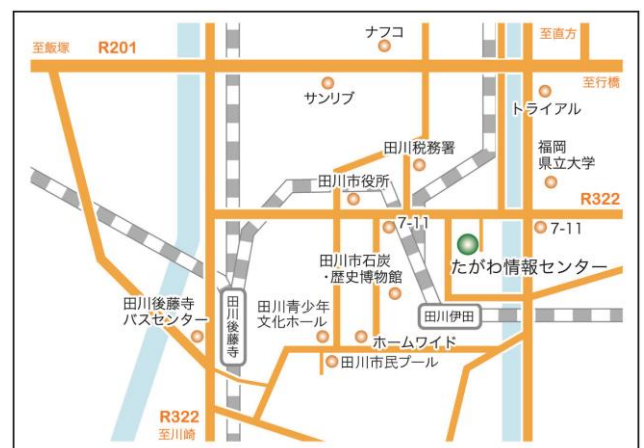 ナフコ
至直方
至飯塚
R201
至行橋
サンリブ
トライアル
田川税務署
福岡
県立大学
田川市役所
R322
7-11
7-11
田川市石炭
・歴史博物館
たがわ情報センター
田川後藤寺
バスセンター
田川後藤寺
田川青少年
文化ホール
田川伊田
ホームワイド
田川市民プール
R322
至川崎